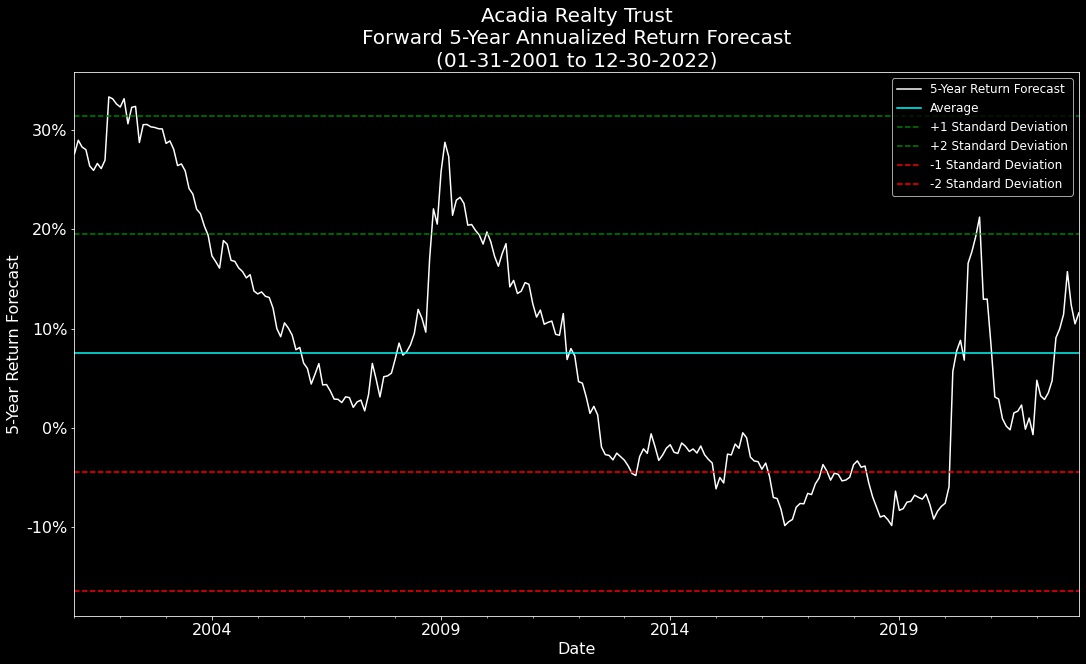 Acadia Realty Trust
Forward 5-Year Annualized Return Forecast
(01-31-2001 to 12-30-2022)
5-Year Return Forecast
Average
+1 Standard Deviation
+2 Standard Deviation
-1 Standard Deviation
-2 Standard Deviation
5-Year Return Forecast
30%
20%
10%
0%
-10%
2004
2009
2014
2019
Date